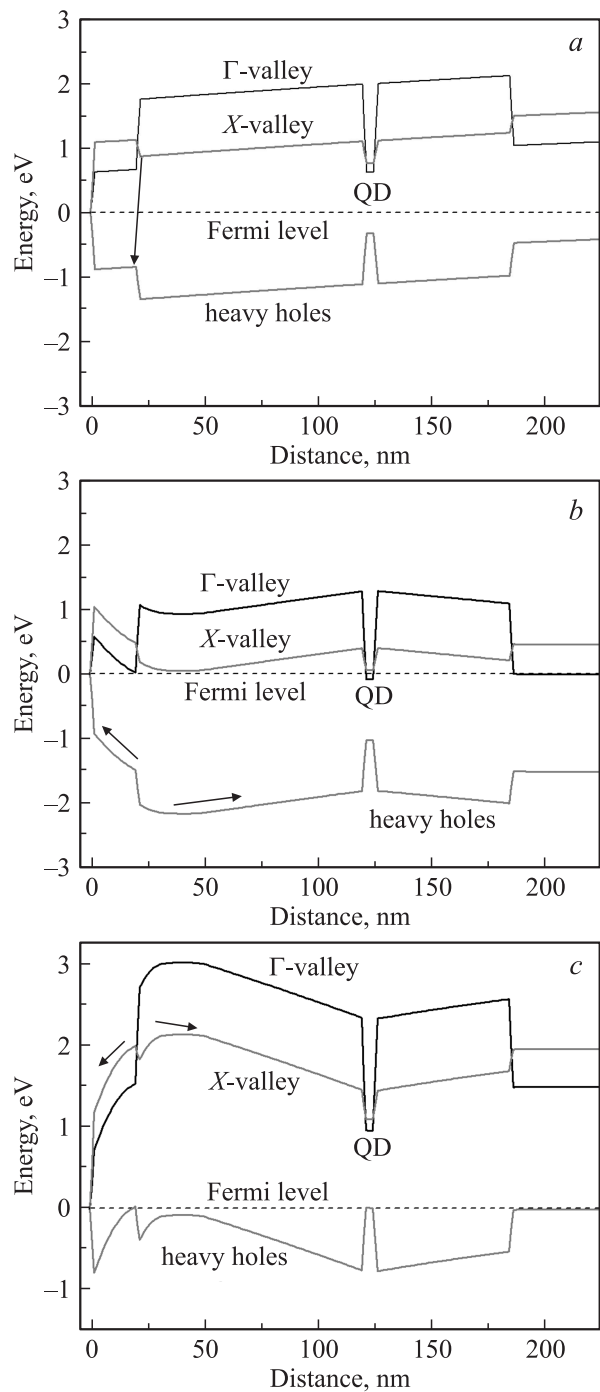 3
a
Γ-valley
2
X-valley
1
QD
Energy, eV
0
Fermi level
–1
heavy holes
–2
–3
0 50 100 150 200
Distance, nm
3
b
2
Γ-valley
1
X-valley
Energy, eV
0
Fermi level
QD
–1
–2
heavy holes
–3
0 50 100 150 200
Distance, nm
c
3
Γ-valley
2
X-valley
Energy, eV
1
QD
Fermi level
0
heavy holes
–1
0 50 100 150 200
Distance, nm